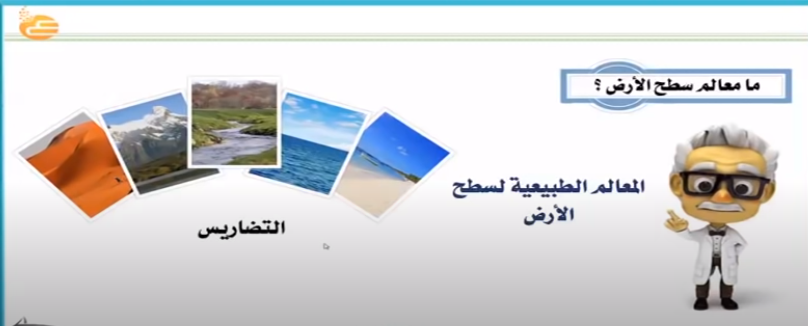 ما معالم سطح الأرض ؟
المعالم الطبيعية لسطح
الأرض
التضاريس